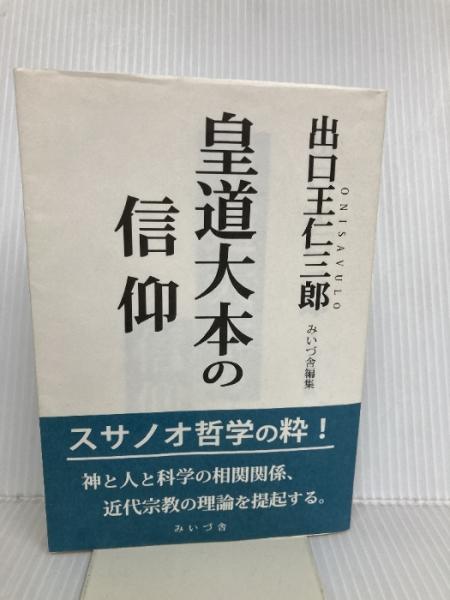 出口王仁三郎
ONISAVULO
みいづ舎編集
皇道大本の
信仰
スサノオ哲学の粋！
神と人と科学の相関関係、
近代宗教の理論を提起する。
みいづ舎